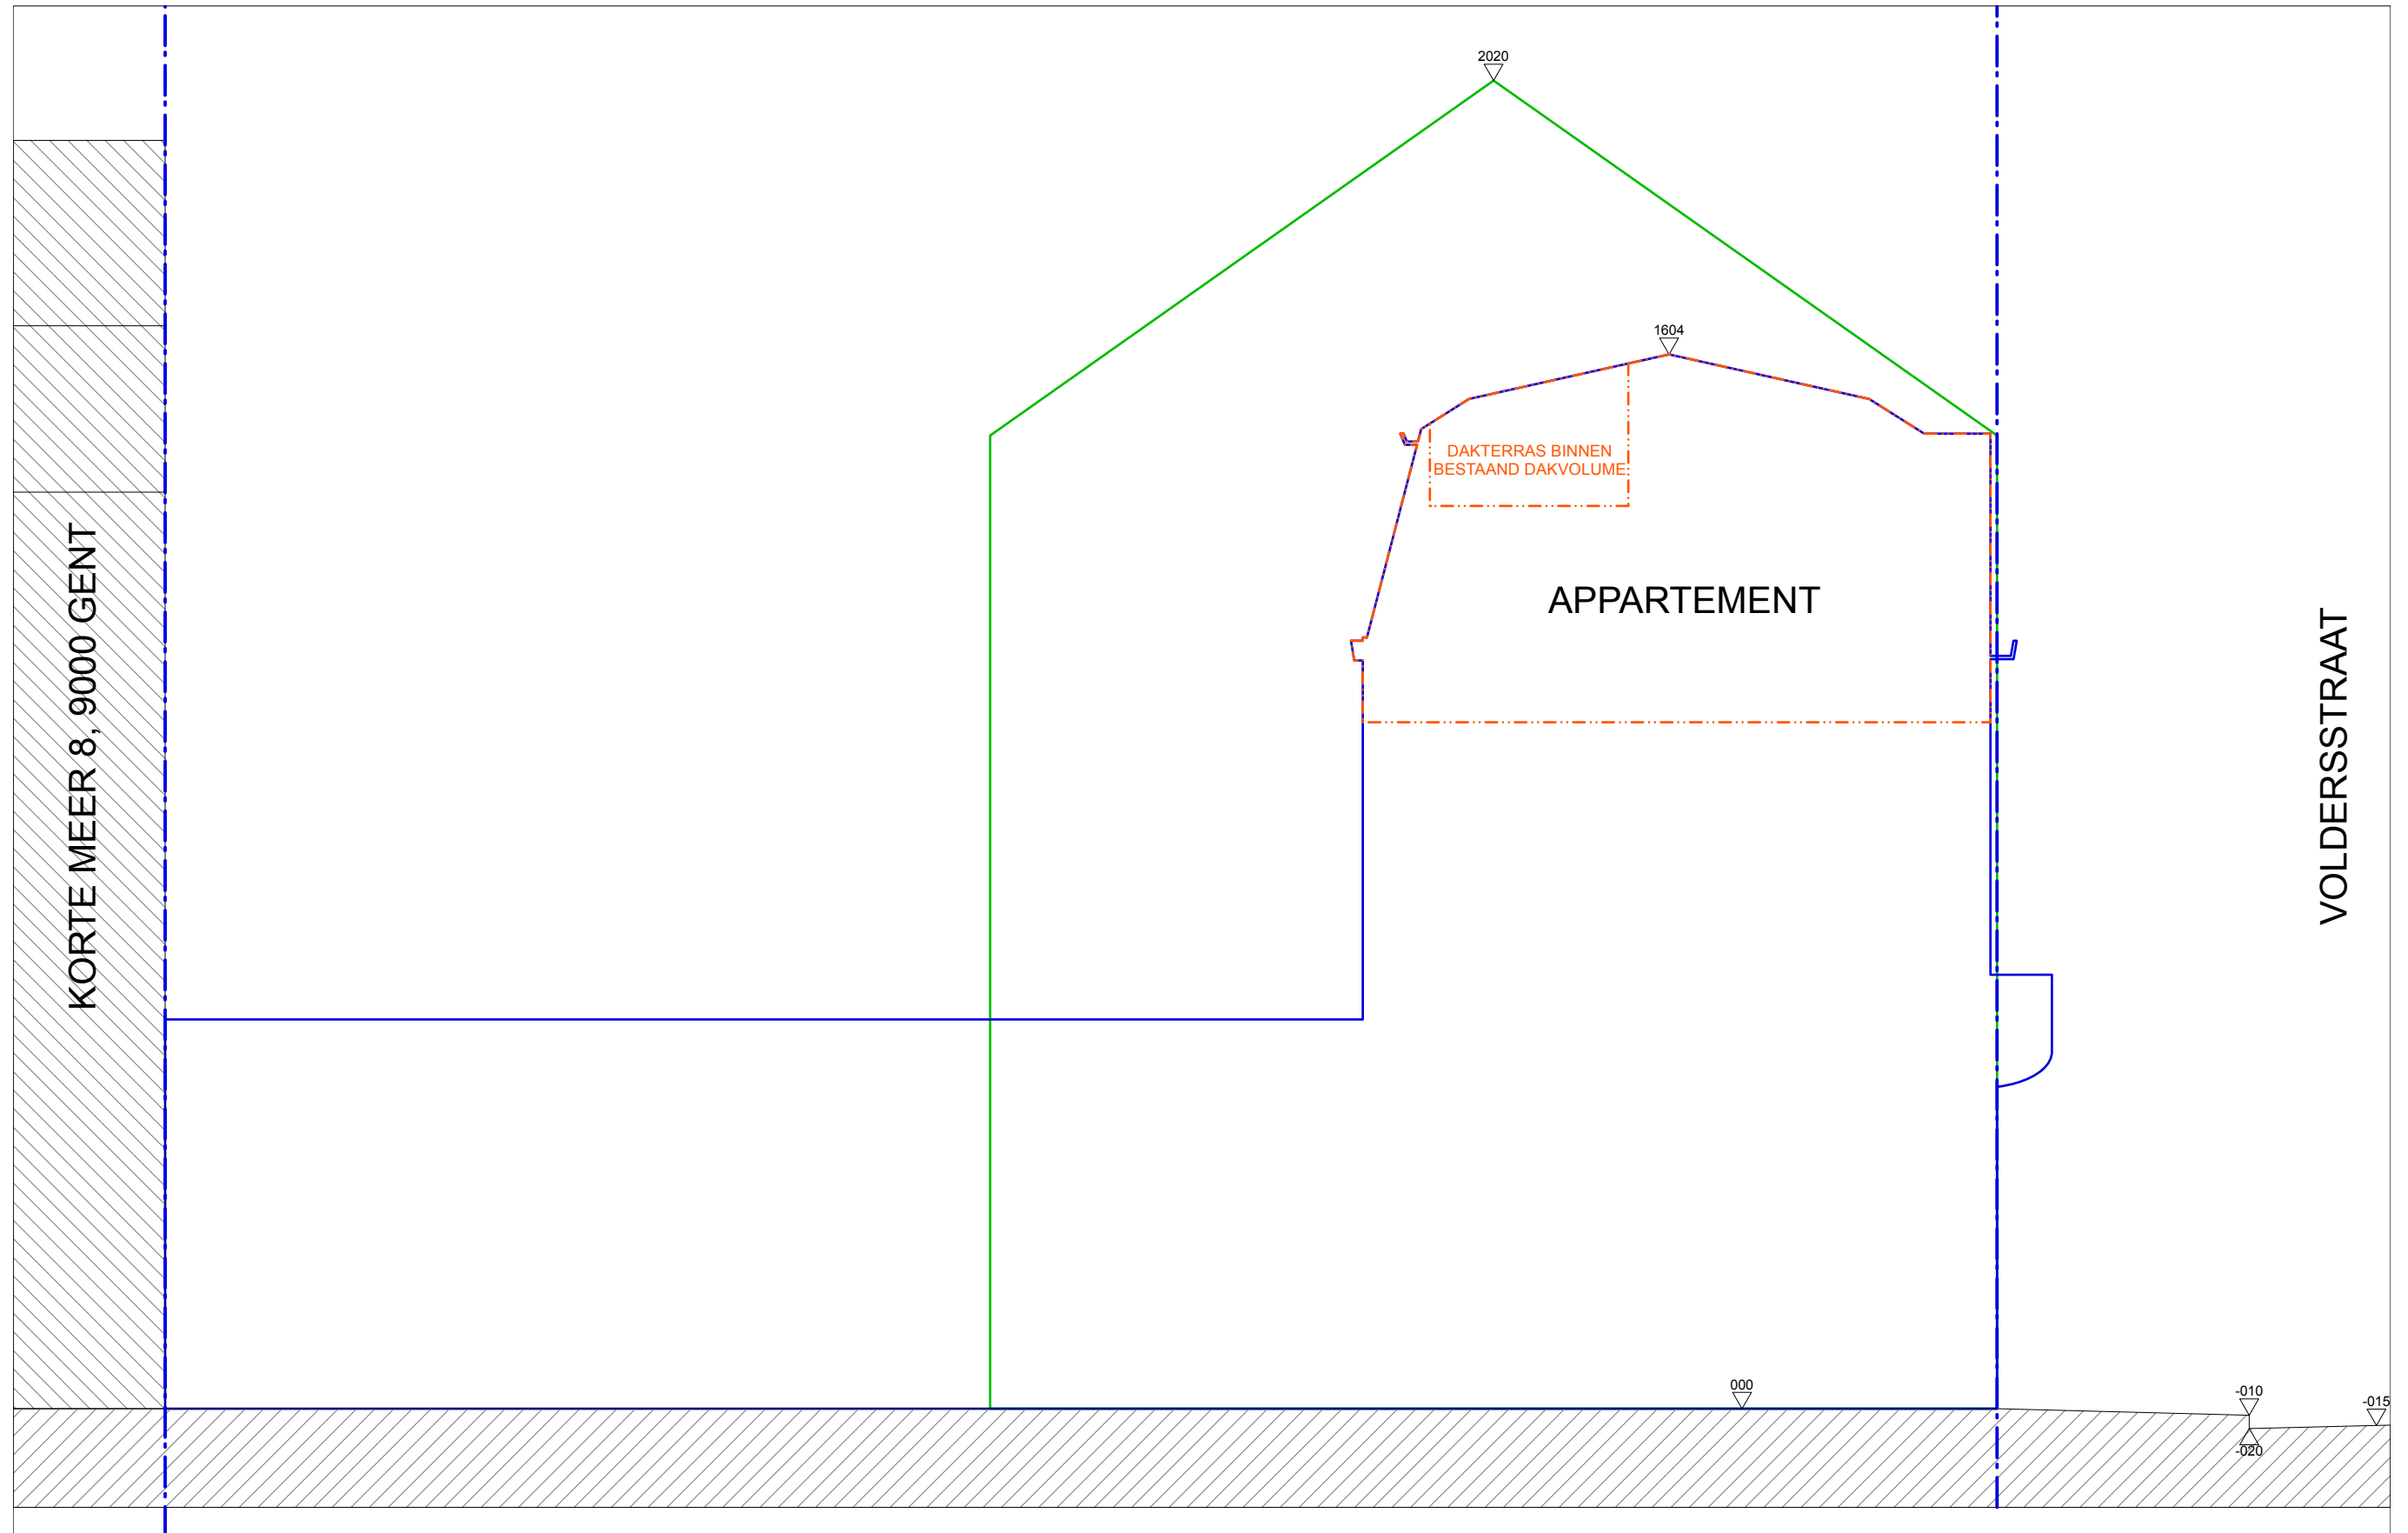 2020
1604
DAKTERRAS BINNEN
BESTAAND DAKVOLUME
APPARTEMENT
KORTE MEER 8, 9000 GENT
VOLDERSSTRAAT
000
-010
-015
-020